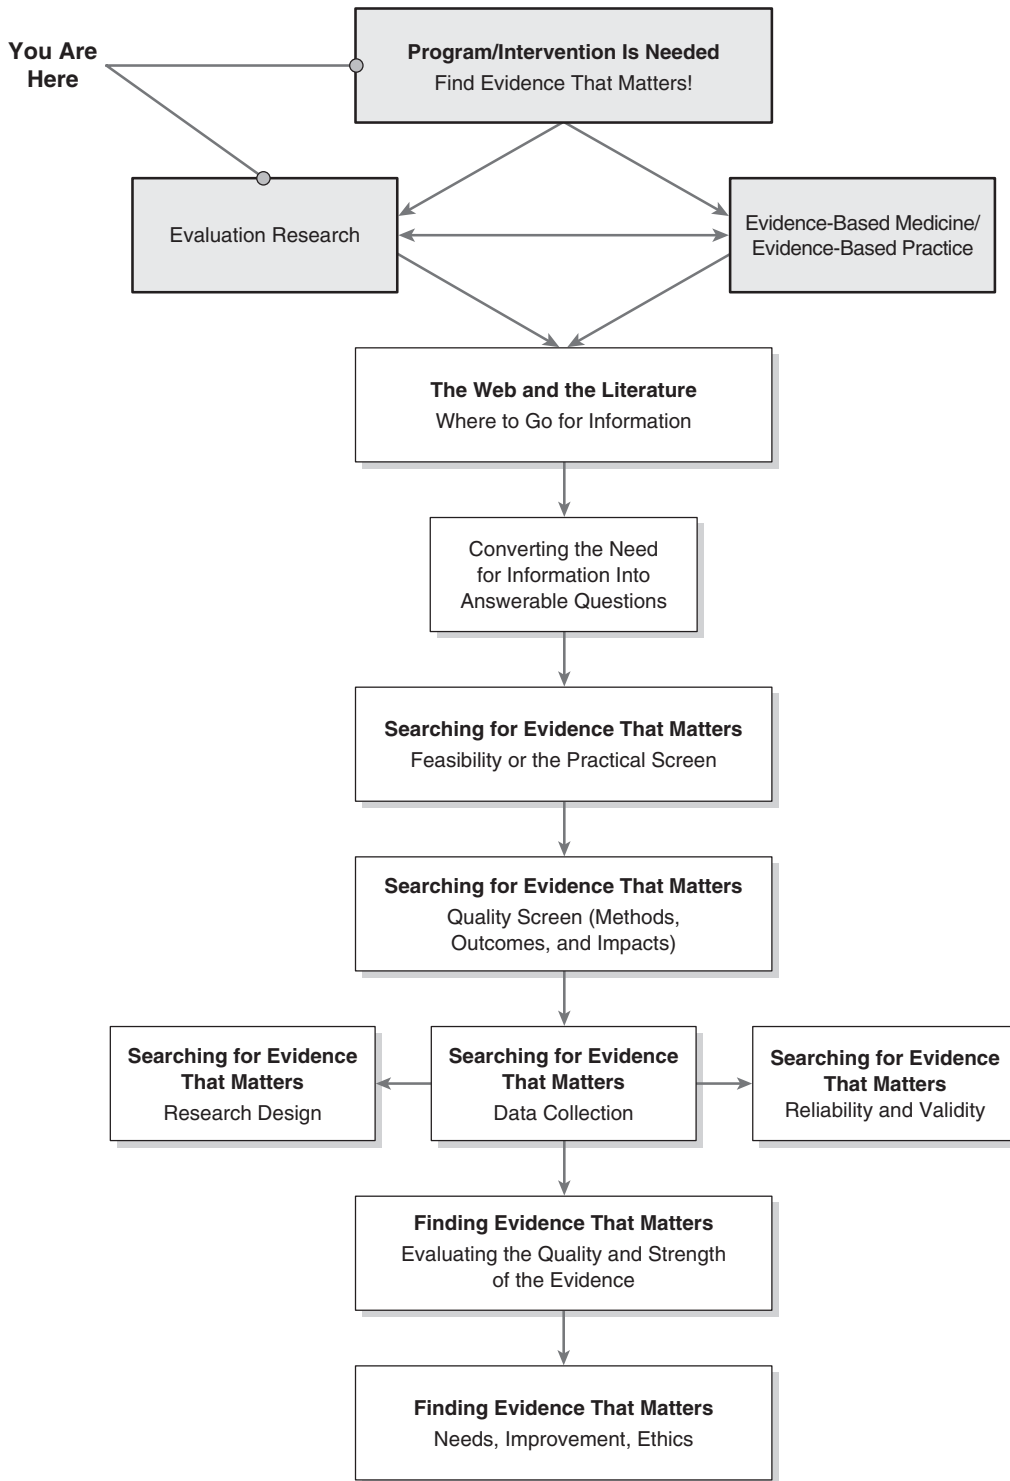 You Are
Here
Program/Intervention Is Needed
Find Evidence That Matters!
Evaluation Research
Evidence-Based Medicine/
Evidence-Based Practice
The Web and the Literature
Where to Go for Information
Converting the Need
for Information Into
Answerable Questions
Searching for Evidence That Matters
Feasibility or the Practical Screen
Searching for Evidence That Matters
Quality Screen (Methods,
Outcomes, and Impacts)
Searching for Evidence
That Matters
Research Design
Searching for Evidence
That Matters
Data Collection
Searching for Evidence
That Matters
Reliability and Validity
Finding Evidence That Matters
Evaluating the Quality and Strength
of the Evidence
Finding Evidence That Matters
Needs, Improvement, Ethics